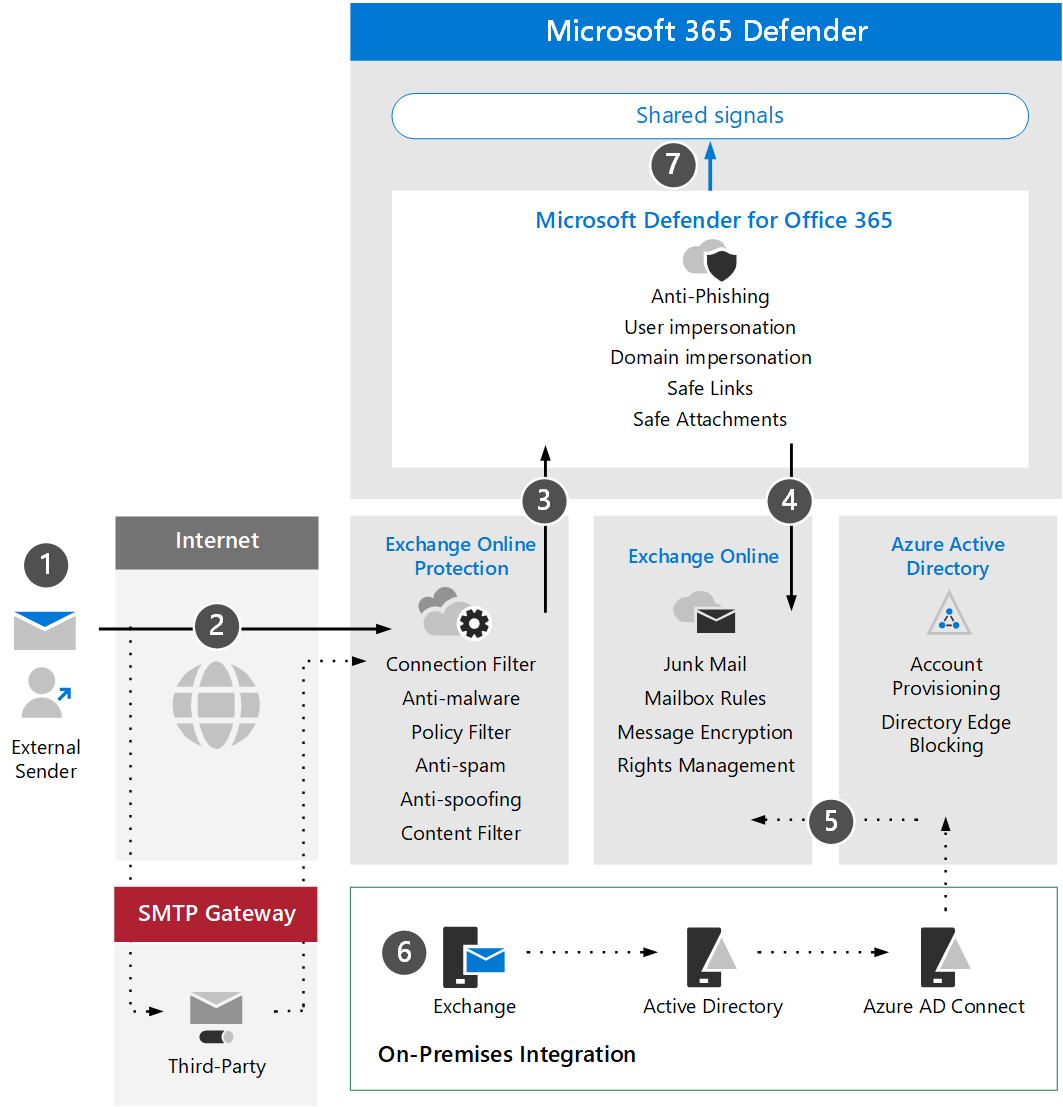 Microsoft 365 Defender
Shared signals
7
Microsoft Defender for Office 365
Anti-Phishing
User impersonation
Domain impersonation
Safe Links
Safe Attachments
3
4
1
External
Sender
Internet
2
SMTP Gateway
Third-Party
Exchange Online
Protection
Connection Filter
Anti-malware
Policy Filter
Anti-spam
Anti-spoofing
Content Filter
Exchange Online
Junk Mail
Mailbox Rules
Message Encryption
Rights Management
Azure Active
Directory
Account
Provisioning
Directory Edge
Blocking
5
6
Exchange
Active Directory
Azure AD Connect
On-Premises Integration